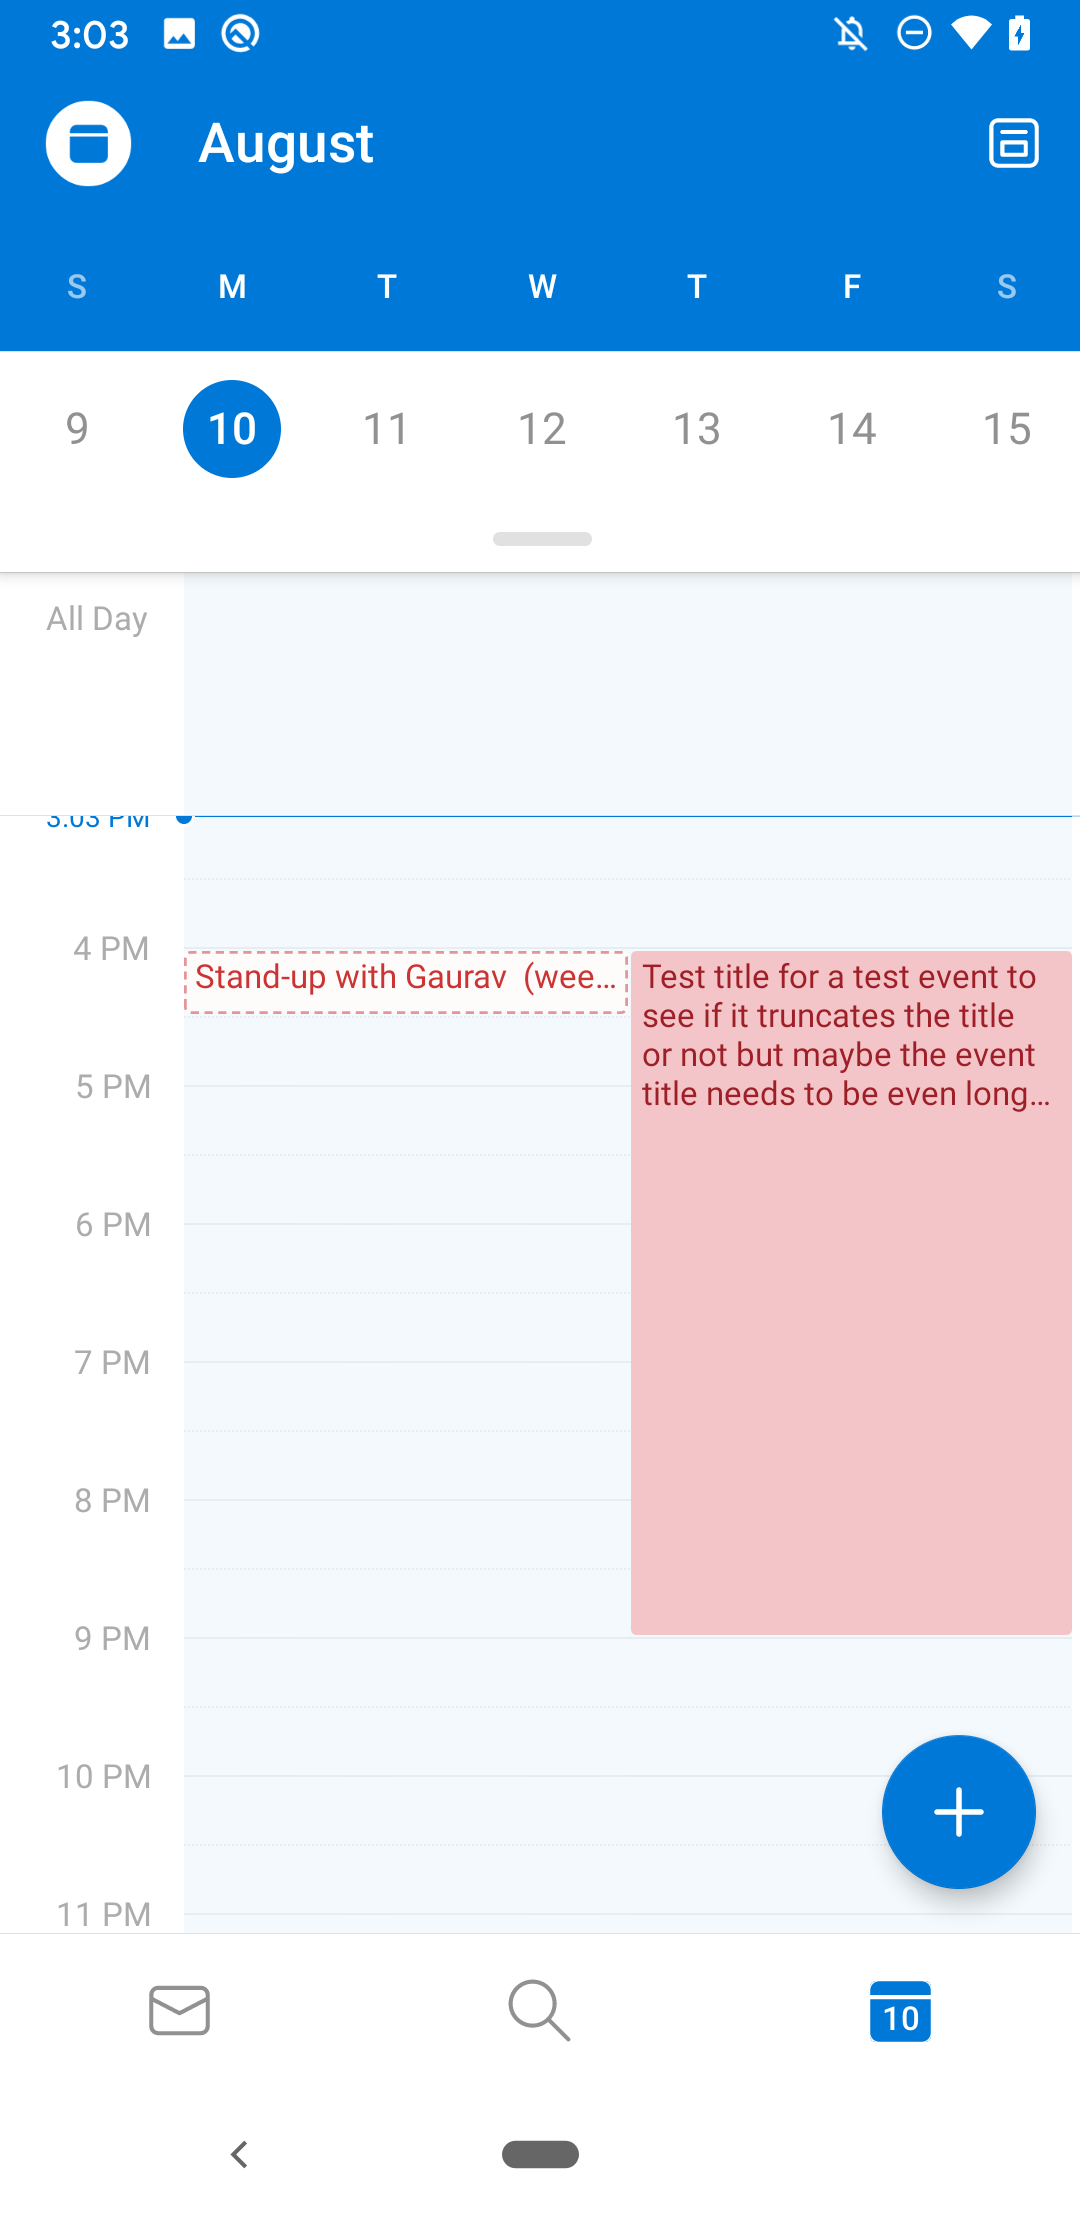 3:03
August
S M T W T F S
9 10 11 12 13 14 15
All Day
3:03 PM
4 PM
Stand-up with Gaurav (wee...
Test title for a test event to
see if it truncates the title
or not but maybe the event
title needs to be even long...
5 PM
6 PM
7 PM
8 PM
9 PM
10 PM
11 PM
10